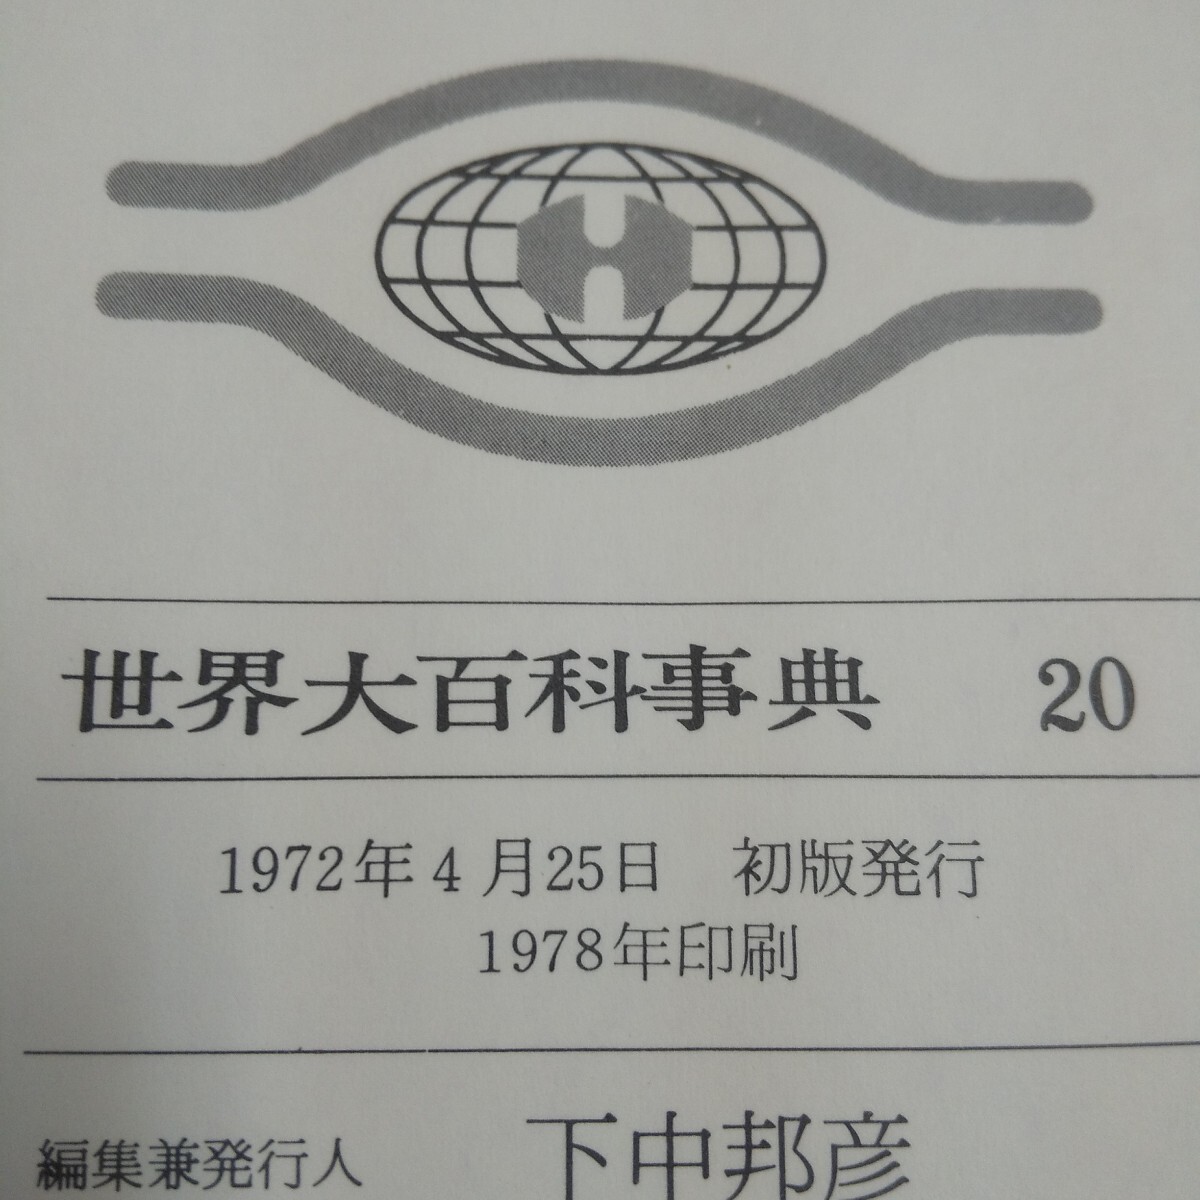 H
世界大百科事典 20
1972年4月25日 初版発行
1978年印刷
編集兼発行人 下中邦彦